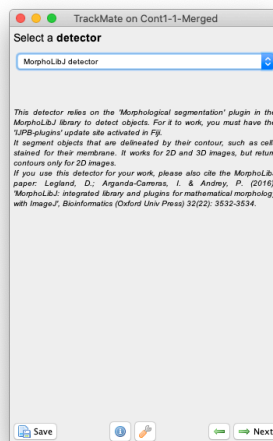 TrackMate on Cont1-1-Merged
Select a detector
MorphoLibJ detector
This detector relies on the 'Morphological segmentation' plugin in the
MorphoLibJ library to detect objects. For it to work, you must have the
'IJPB-plugins' update site activated in Fiji.
It segment objects that are delineated by their contour, such as cell
stained for their membrane. It works for 2D and 3D images, but return
contours only for 2D images.
If you use this detector for your work, please also cite the MorpholibJ
paper: Legland, D.; Arganda-Carreras, I. & Andrey, P. (2016)
"MorphoLibJ: integrated library and plugins for mathematical morphology
with ImageJ", Bioinformatics (Oxford Univ Press) 32(22): 3532-3534.
Save
Next